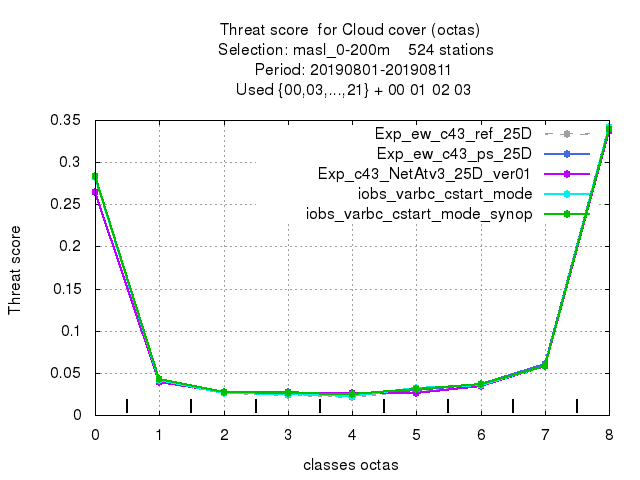 Threat score  for Cloud cover (octas)
Selection: masl_0-200m    524 stations
Period: 20190801-20190811
Used {00,03,...,21} + 00 01 02 03
Exp_ew_c43_ref_25D
Exp_ew_c43_ps_25D
Exp_c43_NetAtv3_25D_ver01
iobs_varbc_cstart_mode
iobs_varbc_cstart_mode_synop
Threat score
0.35
0.3
0.25
0.2
0.15
0.1
0.05
0
0 1 2 3 4 5 6 7 8
classes octas